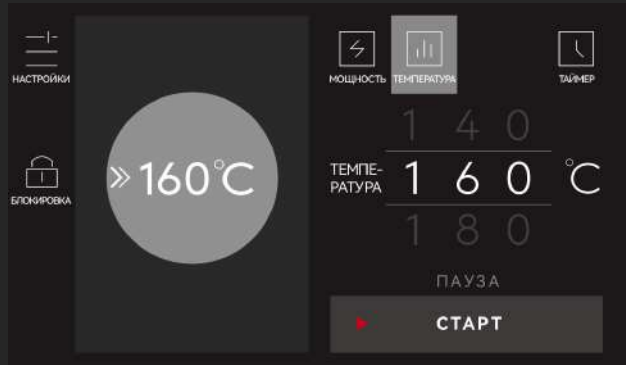 НАСТРОЙКИ
БЛОКИРОВКА
160°C
МОЩНОСТЬ
ТЕМПЕРАТУРА
ТАЙМЕР
140
ТЕМПЕ-
РАТУРА
160 °C
180
ПАУЗА
СТАРТ